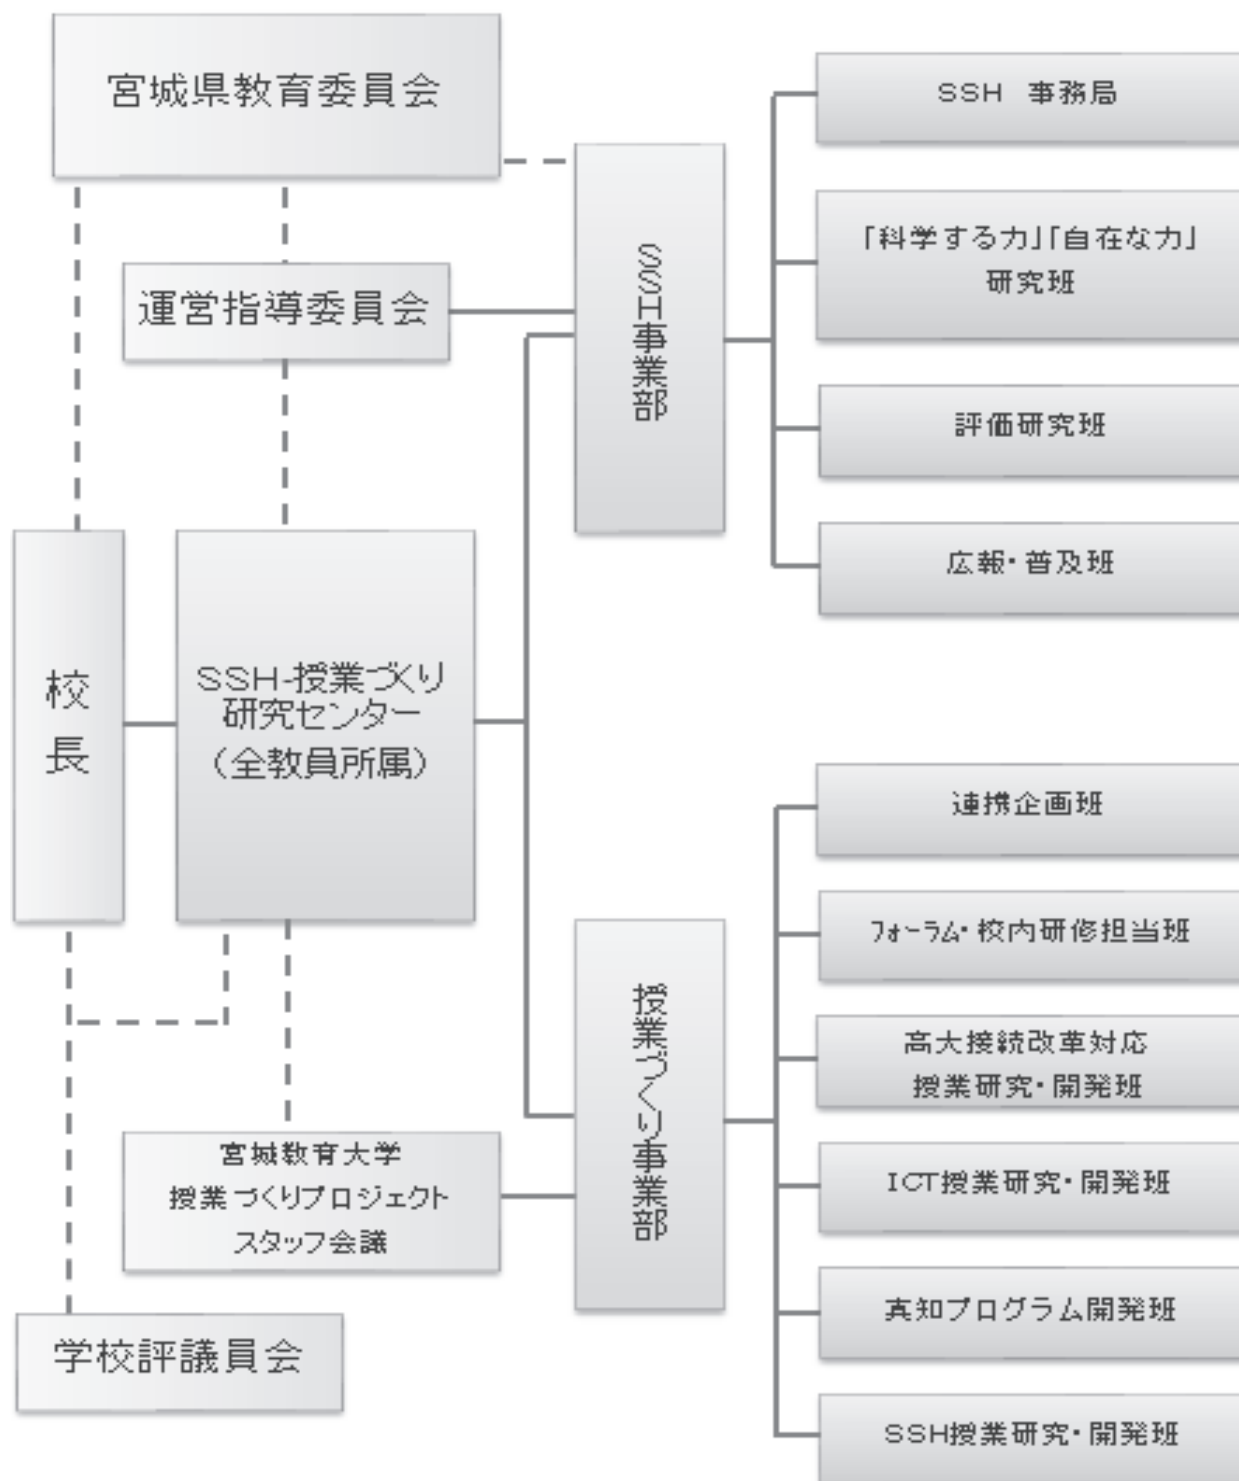 宮城県教育委員会
運営指導委員会
校
長
SSH-授業づくり
研究センター
（全教員所属）
宮城教育大学
授業づくりプロジェクト
スタッフ会議
学校評議員会
SSH事業部
SSH　事務局
「科学する力」「自在な力」
研究班
評価研究班
広報・普及班
授業づくり事業部
連携企画班
フォーラム・校内研修担当班
高大接続改革対応
授業研究・開発班
ICT授業研究・開発班
真知プログラム開発班
SSH授業研究・開発班